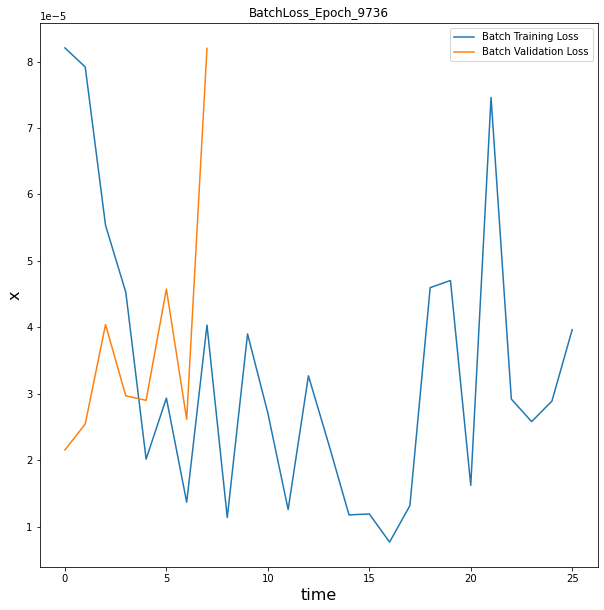 BatchLoss_Epoch_9736
1e−5
Batch Training Loss
Batch Validation Loss
8
7
6
5
4
3
2
1
x
0 5 10 15 20 25
time